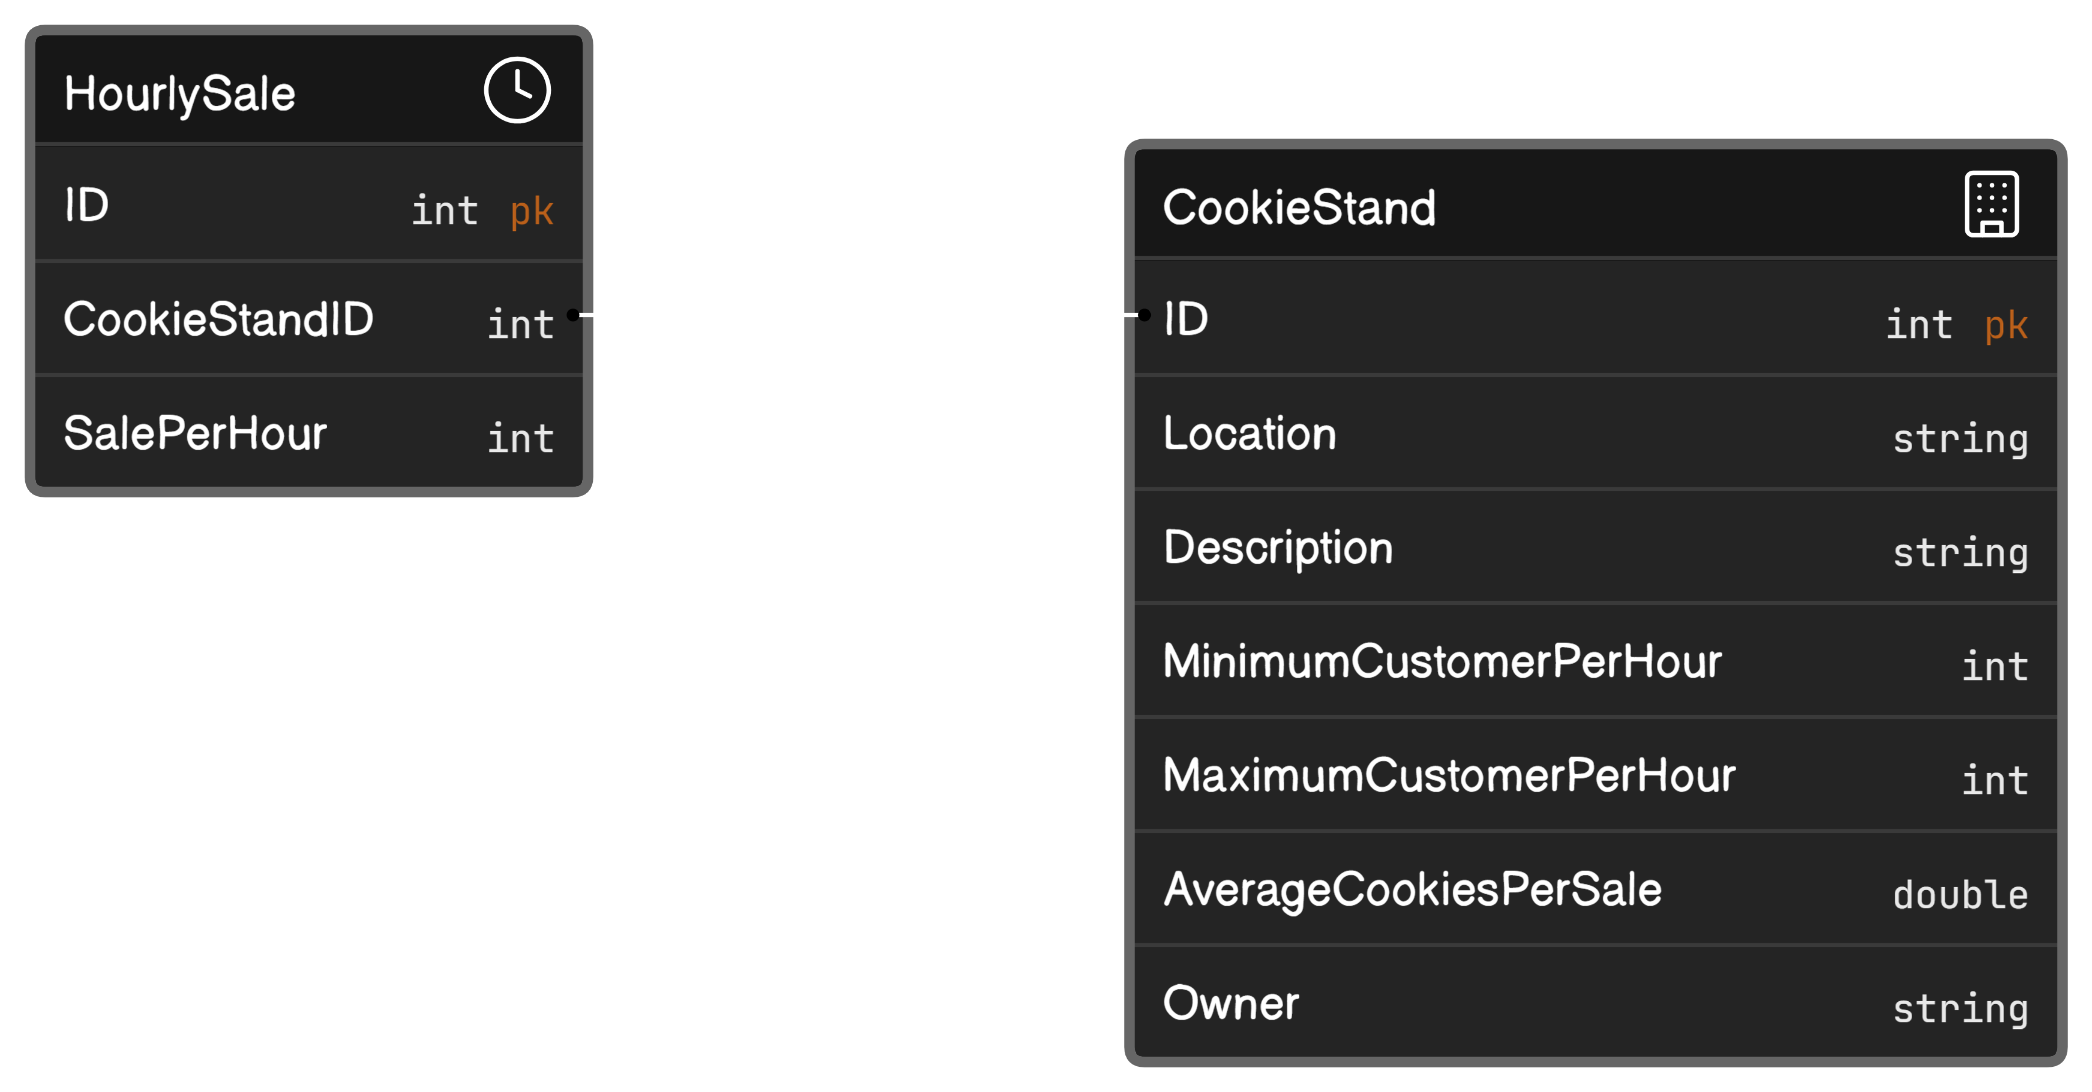 HourlySale
ID int pk
CookieStandID int
SalePerHour int
CookieStand
ID int pk
Location string
Description string
MinimumCustomerPerHour int
MaximumCustomerPerHour int
AverageCookiesPerSale double
Owner string